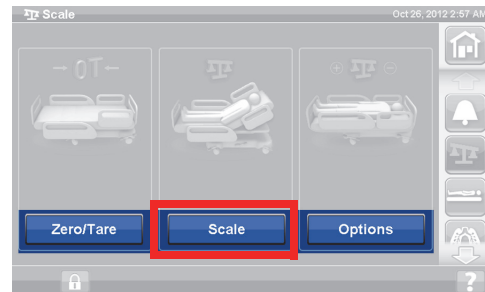 Scale Oct 26, 2012 2:57 AM
→ 0T ←
Zero/Tare Scale Options
?